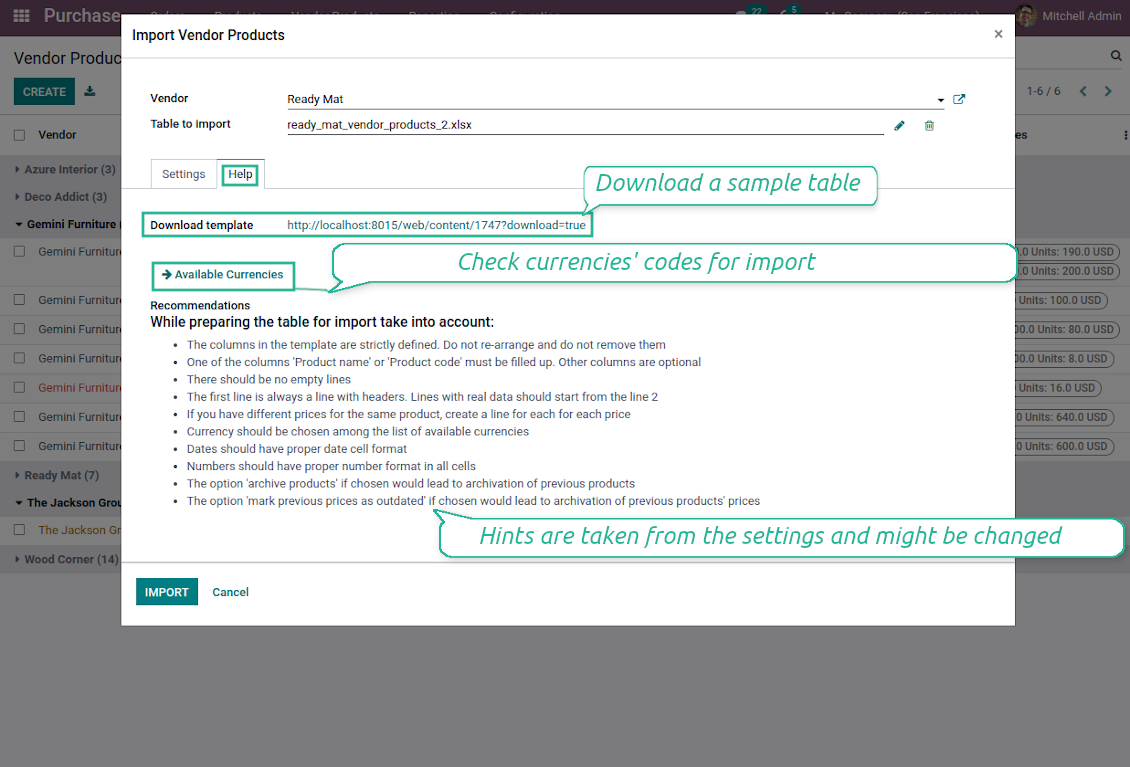 Purchase
22
5
Mitchell Admin
Import Vendor Products
×
Vendor Produc
CREATE
1-6 / 6
Vendor
Ready Mat
Table to import
ready_mat_vendor_products_2.xlsx
Vendor
es
Settings
Help
Azure Interior (3)
Deco Addict (3)
Gemini Furniture (
Gemini Furniture
Gemini Furniture
Gemini Furniture
Gemini Furniture
Gemini Furniture
Gemini Furniture
Gemini Furniture
Ready Mat (7)
The Jackson Grou
The Jackson Gr
Wood Corner (14)
Download a sample table
Download template
http://localhost:8015/web/content/1747?download=true
Check currencies' codes for import
Available Currencies
Recommendations
While preparing the table for import take into account:
The columns in the template are strictly defined. Do not re-arrange and do not remove them
One of the columns 'Product name' or 'Product code' must be filled up. Other columns are optional
There should be no empty lines
The first line is always a line with headers. Lines with real data should start from the line 2
If you have different prices for the same product, create a line for each for each price
Currency should be chosen among the list of available currencies
Dates should have proper date cell format
Numbers should have proper number format in all cells
The option 'archive products' if chosen would lead to archivation of previous products
The option 'mark previous prices as outdated' if chosen would lead to archivation of previous products' prices
Hints are taken from the settings and might be changed
.0 Units: 190.0 USD
.0 Units: 200.0 USD
Units: 100.0 USD
00.0 Units: 80.0 USD
00.0 Units: 8.0 USD
Units: 16.0 USD
0 Units: 640.0 USD
0 Units: 600.0 USD
IMPORT
Cancel